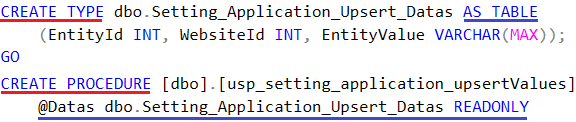 CREATE TYPE dbo.Setting_Application_Upsert_Datas AS TABLE
(EntityId INT, WebsiteId INT, EntityValue VARCHAR(MAX));
GO
CREATE PROCEDURE [dbo].[usp_setting_application_upsertValues]
@Datas dbo.Setting_Application_Upsert_Datas READONLY